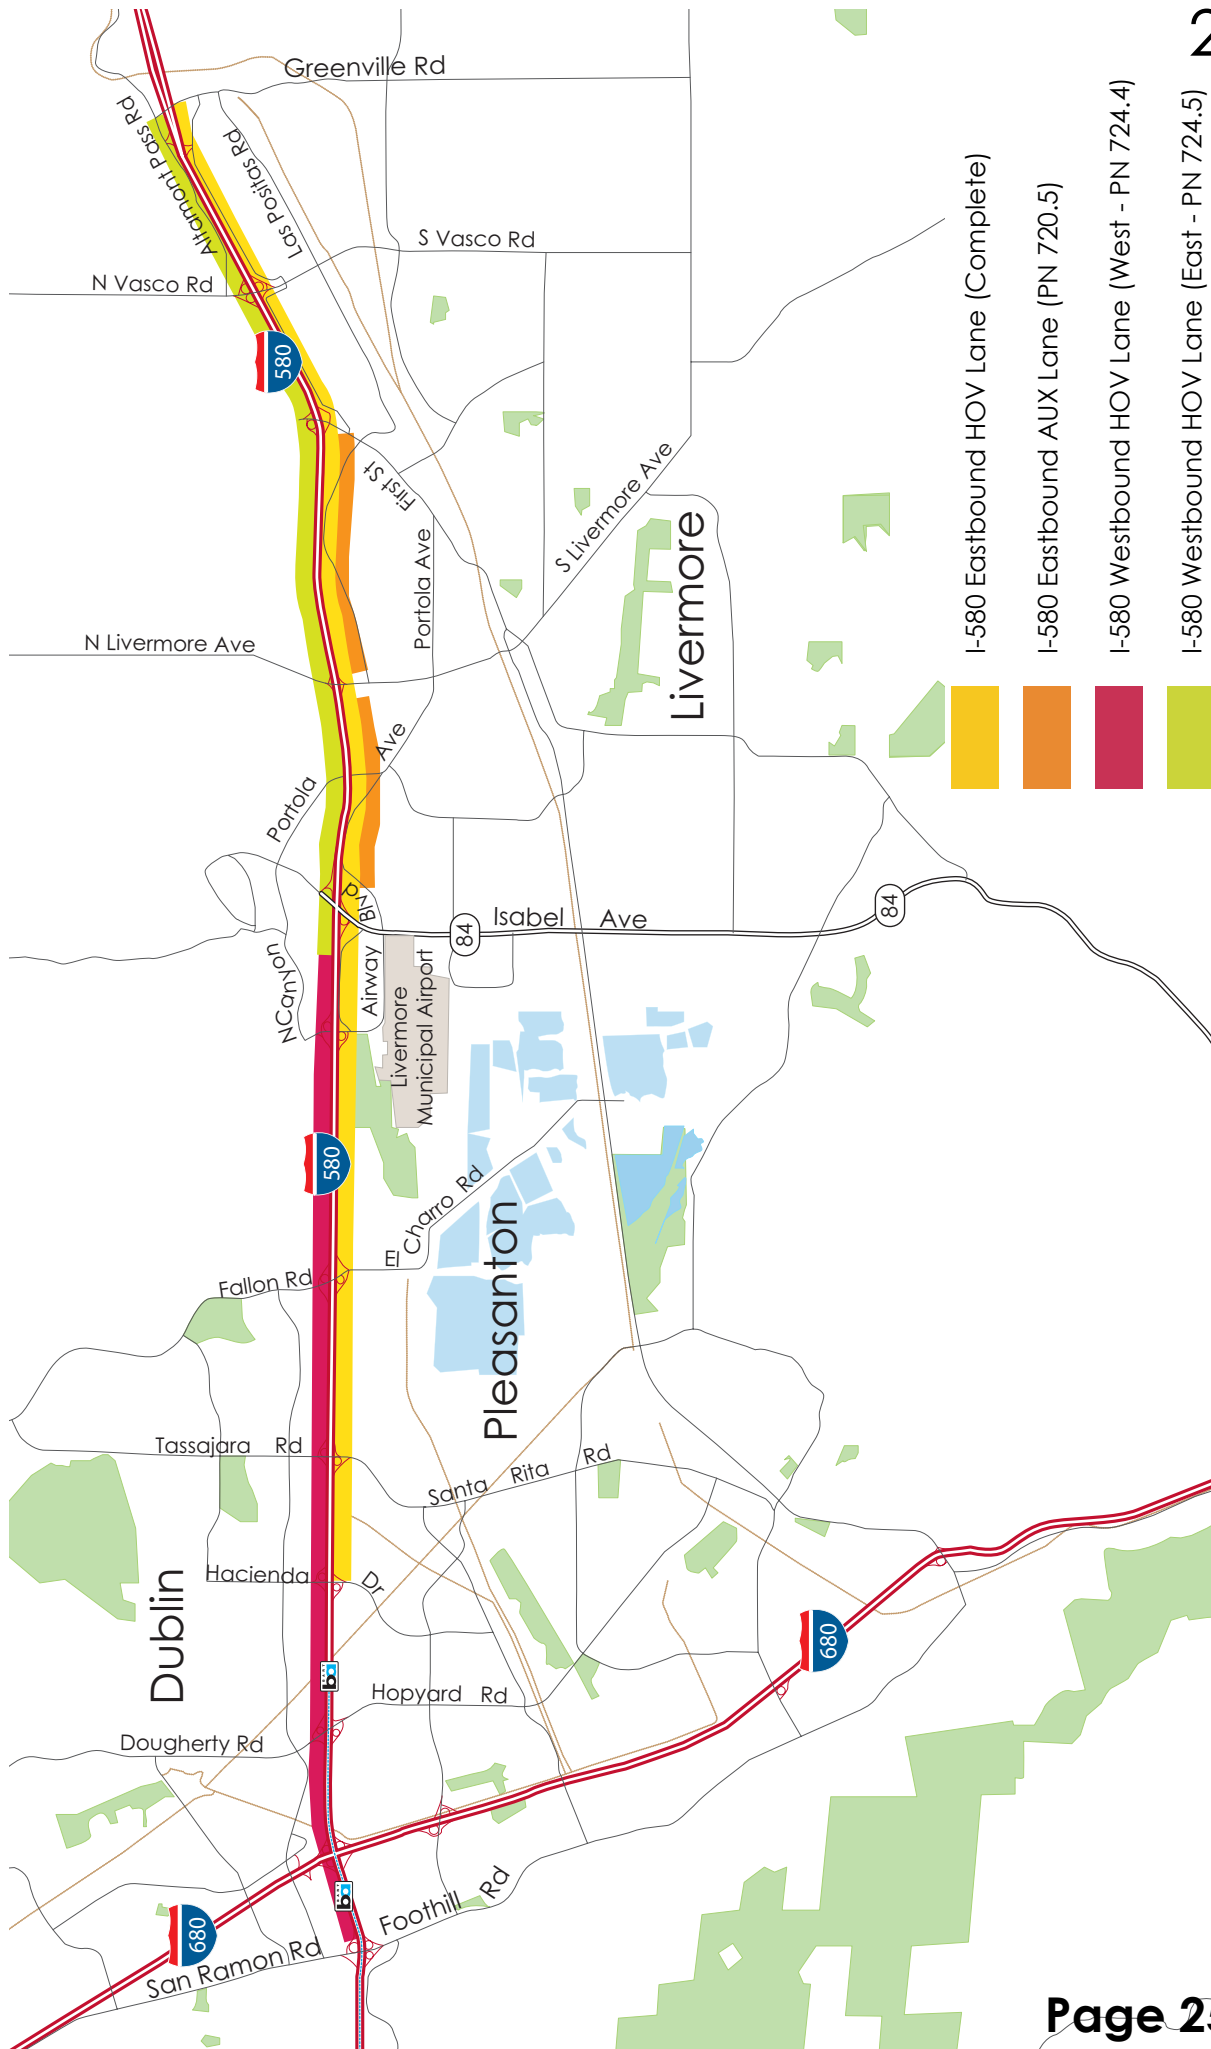 Greenville Rd
Altamont Pass Rd
Las Positas Rd
S Vasco Rd
N Vasco Rd
580
First St
Portola Ave
S Livermore Ave
Livermore
N Livermore Ave
Portola
Ave
Isabel Ave
84
84
Airway
Blvd
N Canyon
Livermore
Municipal Airport
580
El Charro Rd
Fallon Rd
Pleasanton
Tassajara Rd
Santa Rita Rd
Hacienda
Dr
Dublin
Hopyard Rd
Dougherty Rd
680
680
San Ramon Rd
Foothill Rd
I-580 Eastbound HOV Lane (Complete)
I-580 Eastbound AUX Lane (PN 720.5)
I-580 Westbound HOV Lane (West - PN 724.4)
I-580 Westbound HOV Lane (East - PN 724.5)
2
Page 25